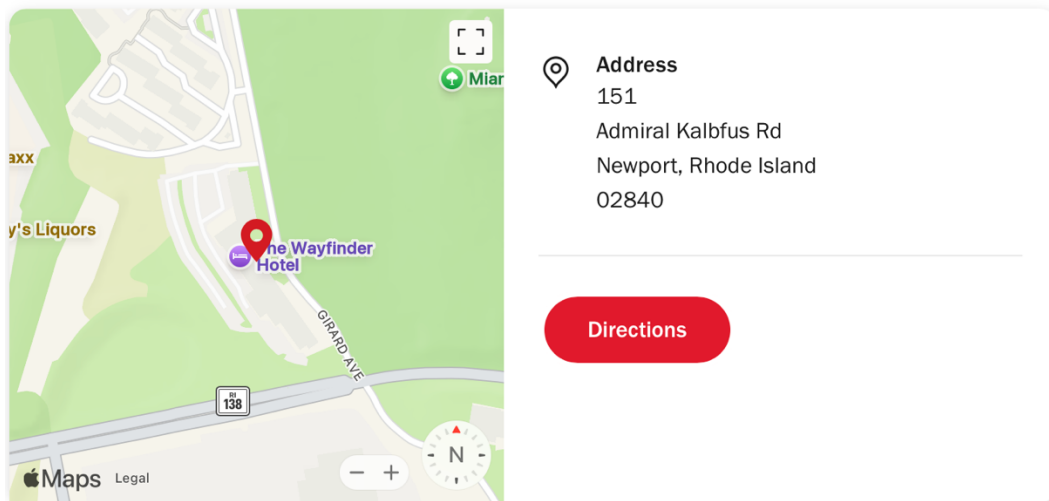 Mian
axx
y's Liquors
he Wayfinder
Hotel
GIRARD AVE
RI
138
N
Maps
Legal
Address
151
Admiral Kalbfus Rd
Newport, Rhode Island
02840
Directions